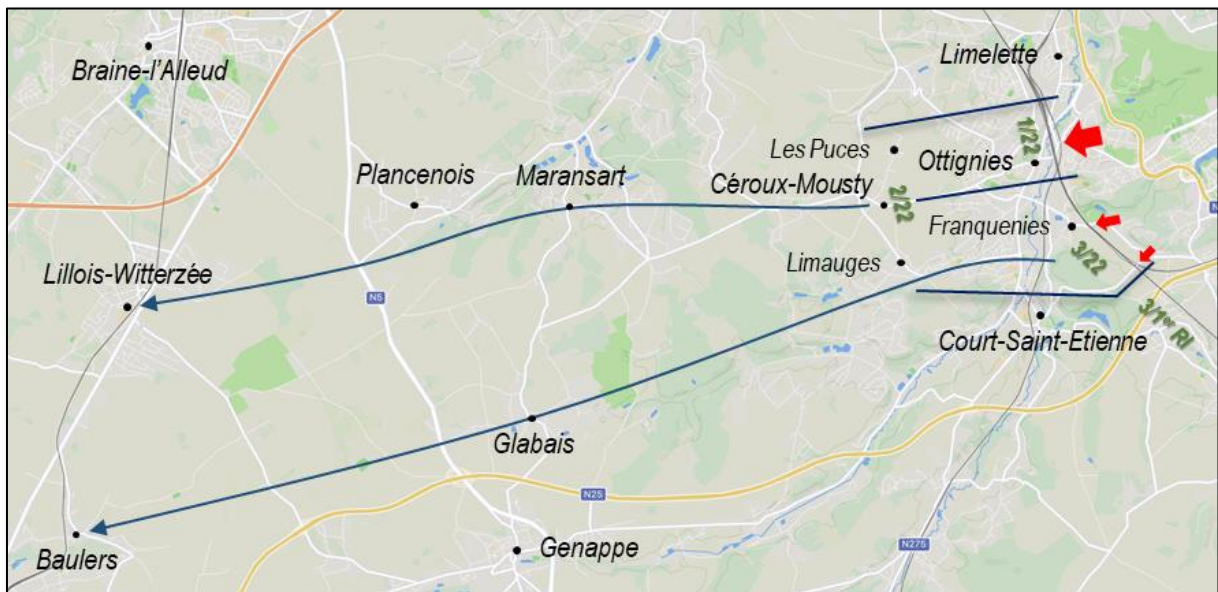 Braine-l'Alleud
Limelette
Les Puces
1/22
Ottignies
Plancenois
Maransart
Céroux-Mousty
2/22
N
Franquenies
Limauges
3/22
Lillois-Witterzée
N5
3/1er RI
Court-Saint-Etienne
Glabais
N25
Baulers
Genappe
N275